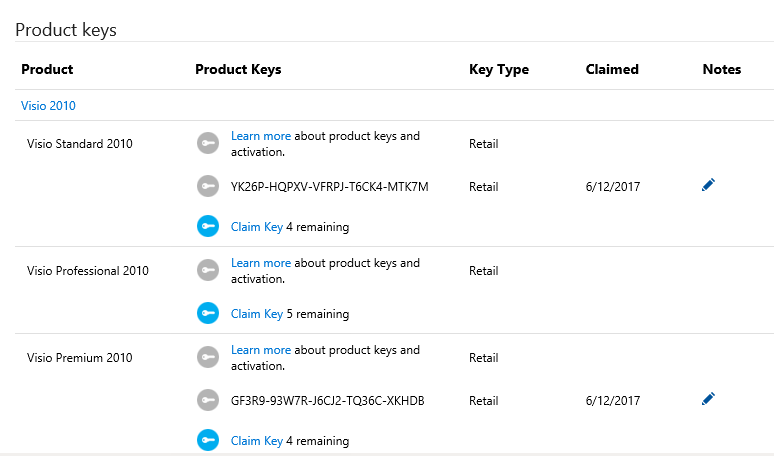 Product keys
Product Product Keys Key Type Claimed Notes
Visio 2010
Visio Standard 2010 Learn more about product keys and activation. Retail
YK26P-HQPXV-VFRPJ-T6CK4-MTK7M Retail 6/12/2017
Claim Key 4 remaining
Visio Professional 2010 Learn more about product keys and activation. Retail
Claim Key 5 remaining
Visio Premium 2010 Learn more about product keys and activation. Retail
GF3R9-93W7R-J6CJ2-TQ36C-XKHDB Retail 6/12/2017
Claim Key 4 remaining